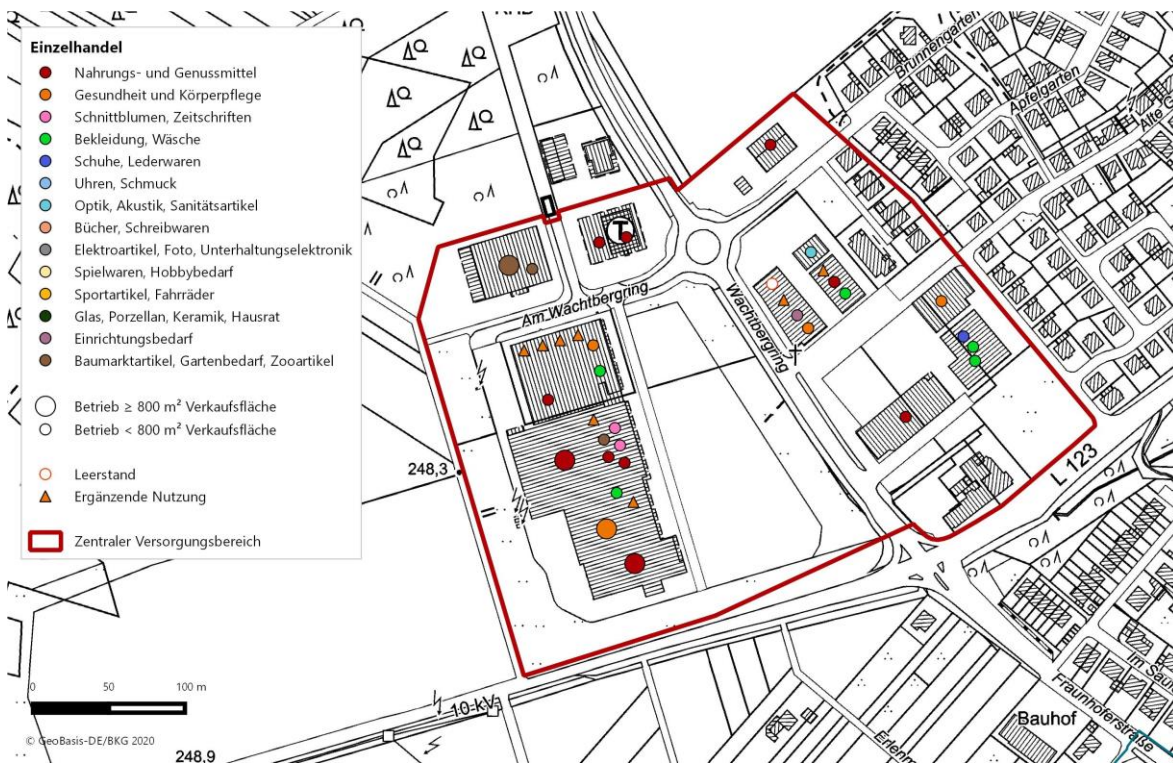 Einzelhandel
Nahrungs- und Genussmittel
Gesundheit und Körperpflege
Schnittblumen, Zeitschriften
Bekleidung, Wäsche
Schuhe, Lederwaren
Uhren, Schmuck
Optik, Akustik, Sanitätsartikel
Bücher, Schreibwaren
Elektroartikel, Foto, Unterhaltungselektronik
Spielwaren, Hobbybedarf
Sportartikel, Fahrräder
Glas, Porzellan, Keramik, Hausrat
Einrichtungsbedarf
Baumarktartikel, Gartenbedarf, Zooartikel
Betrieb ≥ 800 m² Verkaufsfläche
Betrieb < 800 m² Verkaufsfläche
Leerstand
Ergänzende Nutzung
Zentraler Versorgungsbereich
Brunnengarten
Apfelgarten
T
Am Wachtbergring
Wachtbergring
L 123
248,3
0 50 100 m
10-kV
© GeoBasis-DE/BKG 2020
248,9
Bauhof
Fraunhoferstraße